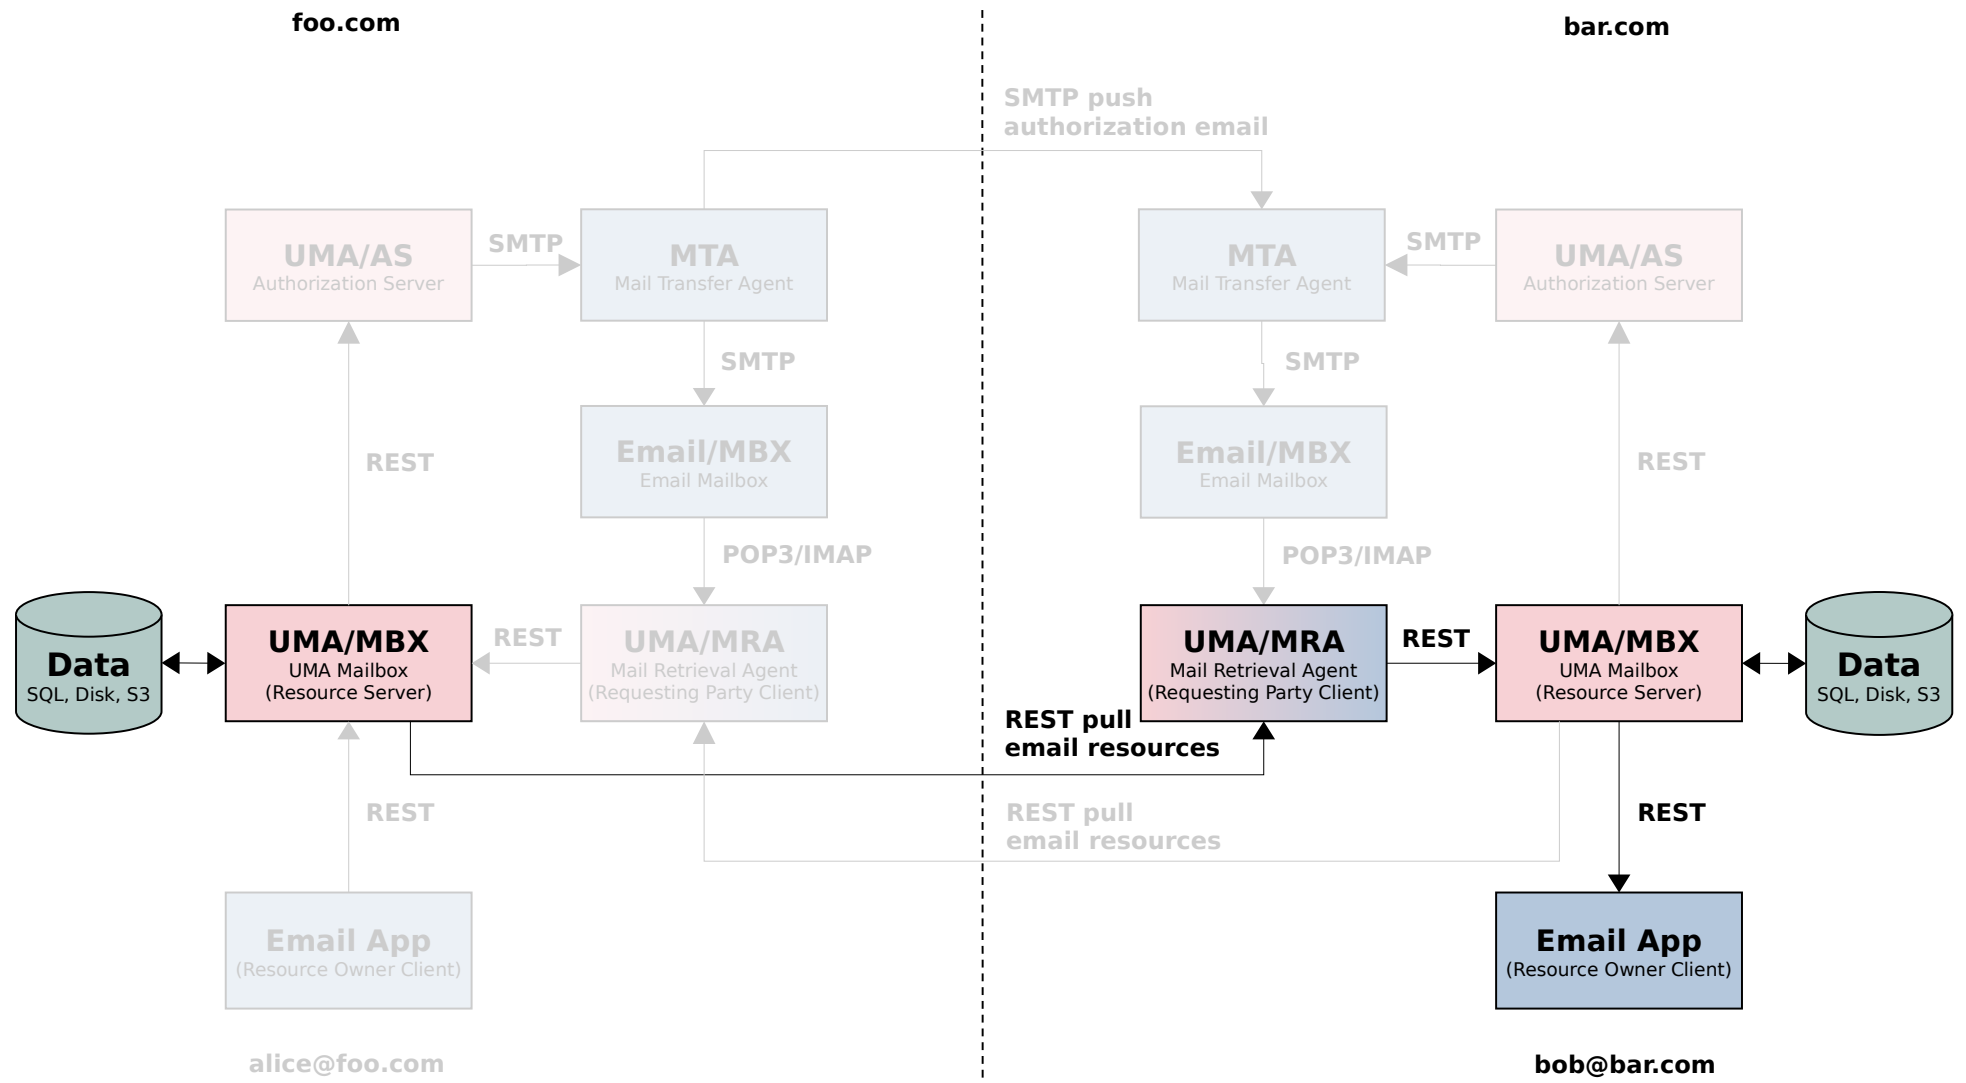 foo.com
bar.com
SMTP push
authorization email
UMA/AS
Authorization Server
SMTP
MTA
Mail Transfer Agent
MTA
Mail Transfer Agent
SMTP
UMA/AS
Authorization Server
SMTP
SMTP
REST
Email/MBX
Email Mailbox
Email/MBX
Email Mailbox
REST
POP3/IMAP
POP3/IMAP
Data
SQL, Disk, S3
UMA/MBX
UMA Mailbox
(Resource Server)
REST
UMA/MRA
Mail Retrieval Agent
(Requesting Party Client)
UMA/MRA
Mail Retrieval Agent
(Requesting Party Client)
REST
UMA/MBX
UMA Mailbox
(Resource Server)
Data
SQL, Disk, S3
REST pull
email resources
REST
REST pull
email resources
REST
Email App
(Resource Owner Client)
Email App
(Resource Owner Client)
alice@foo.com
bob@bar.com